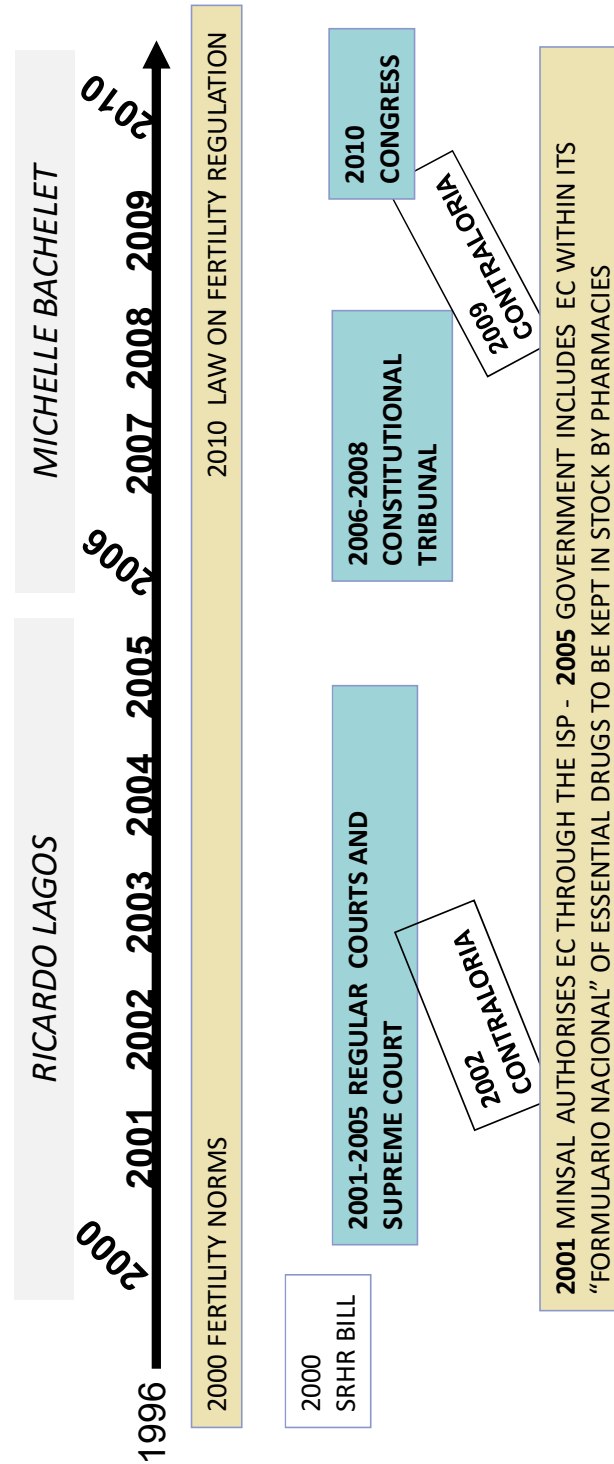 RICARDO LAGOS
MICHELLE BACHELET
1996
2000
2001
2002
2003
2004
2005
2006
2007
2008
2009
2010
2000 FERTILITY NORMS
2010 LAW ON FERTILITY REGULATION
2000
SRHR BILL
2001-2005 REGULAR COURTS AND
SUPREME COURT
2006-2008
CONSTITUTIONAL
TRIBUNAL
2010
CONGRESS
2002
CONTRALORIA
2009
CONTRALORIA
2001 MINSAL AUTHORISES EC THROUGH THE ISP - 2005 GOVERNMENT INCLUDES EC WITHIN ITS
“FORMULARIO NACIONAL” OF ESSENTIAL DRUGS TO BE KEPT IN STOCK BY PHARMACIES